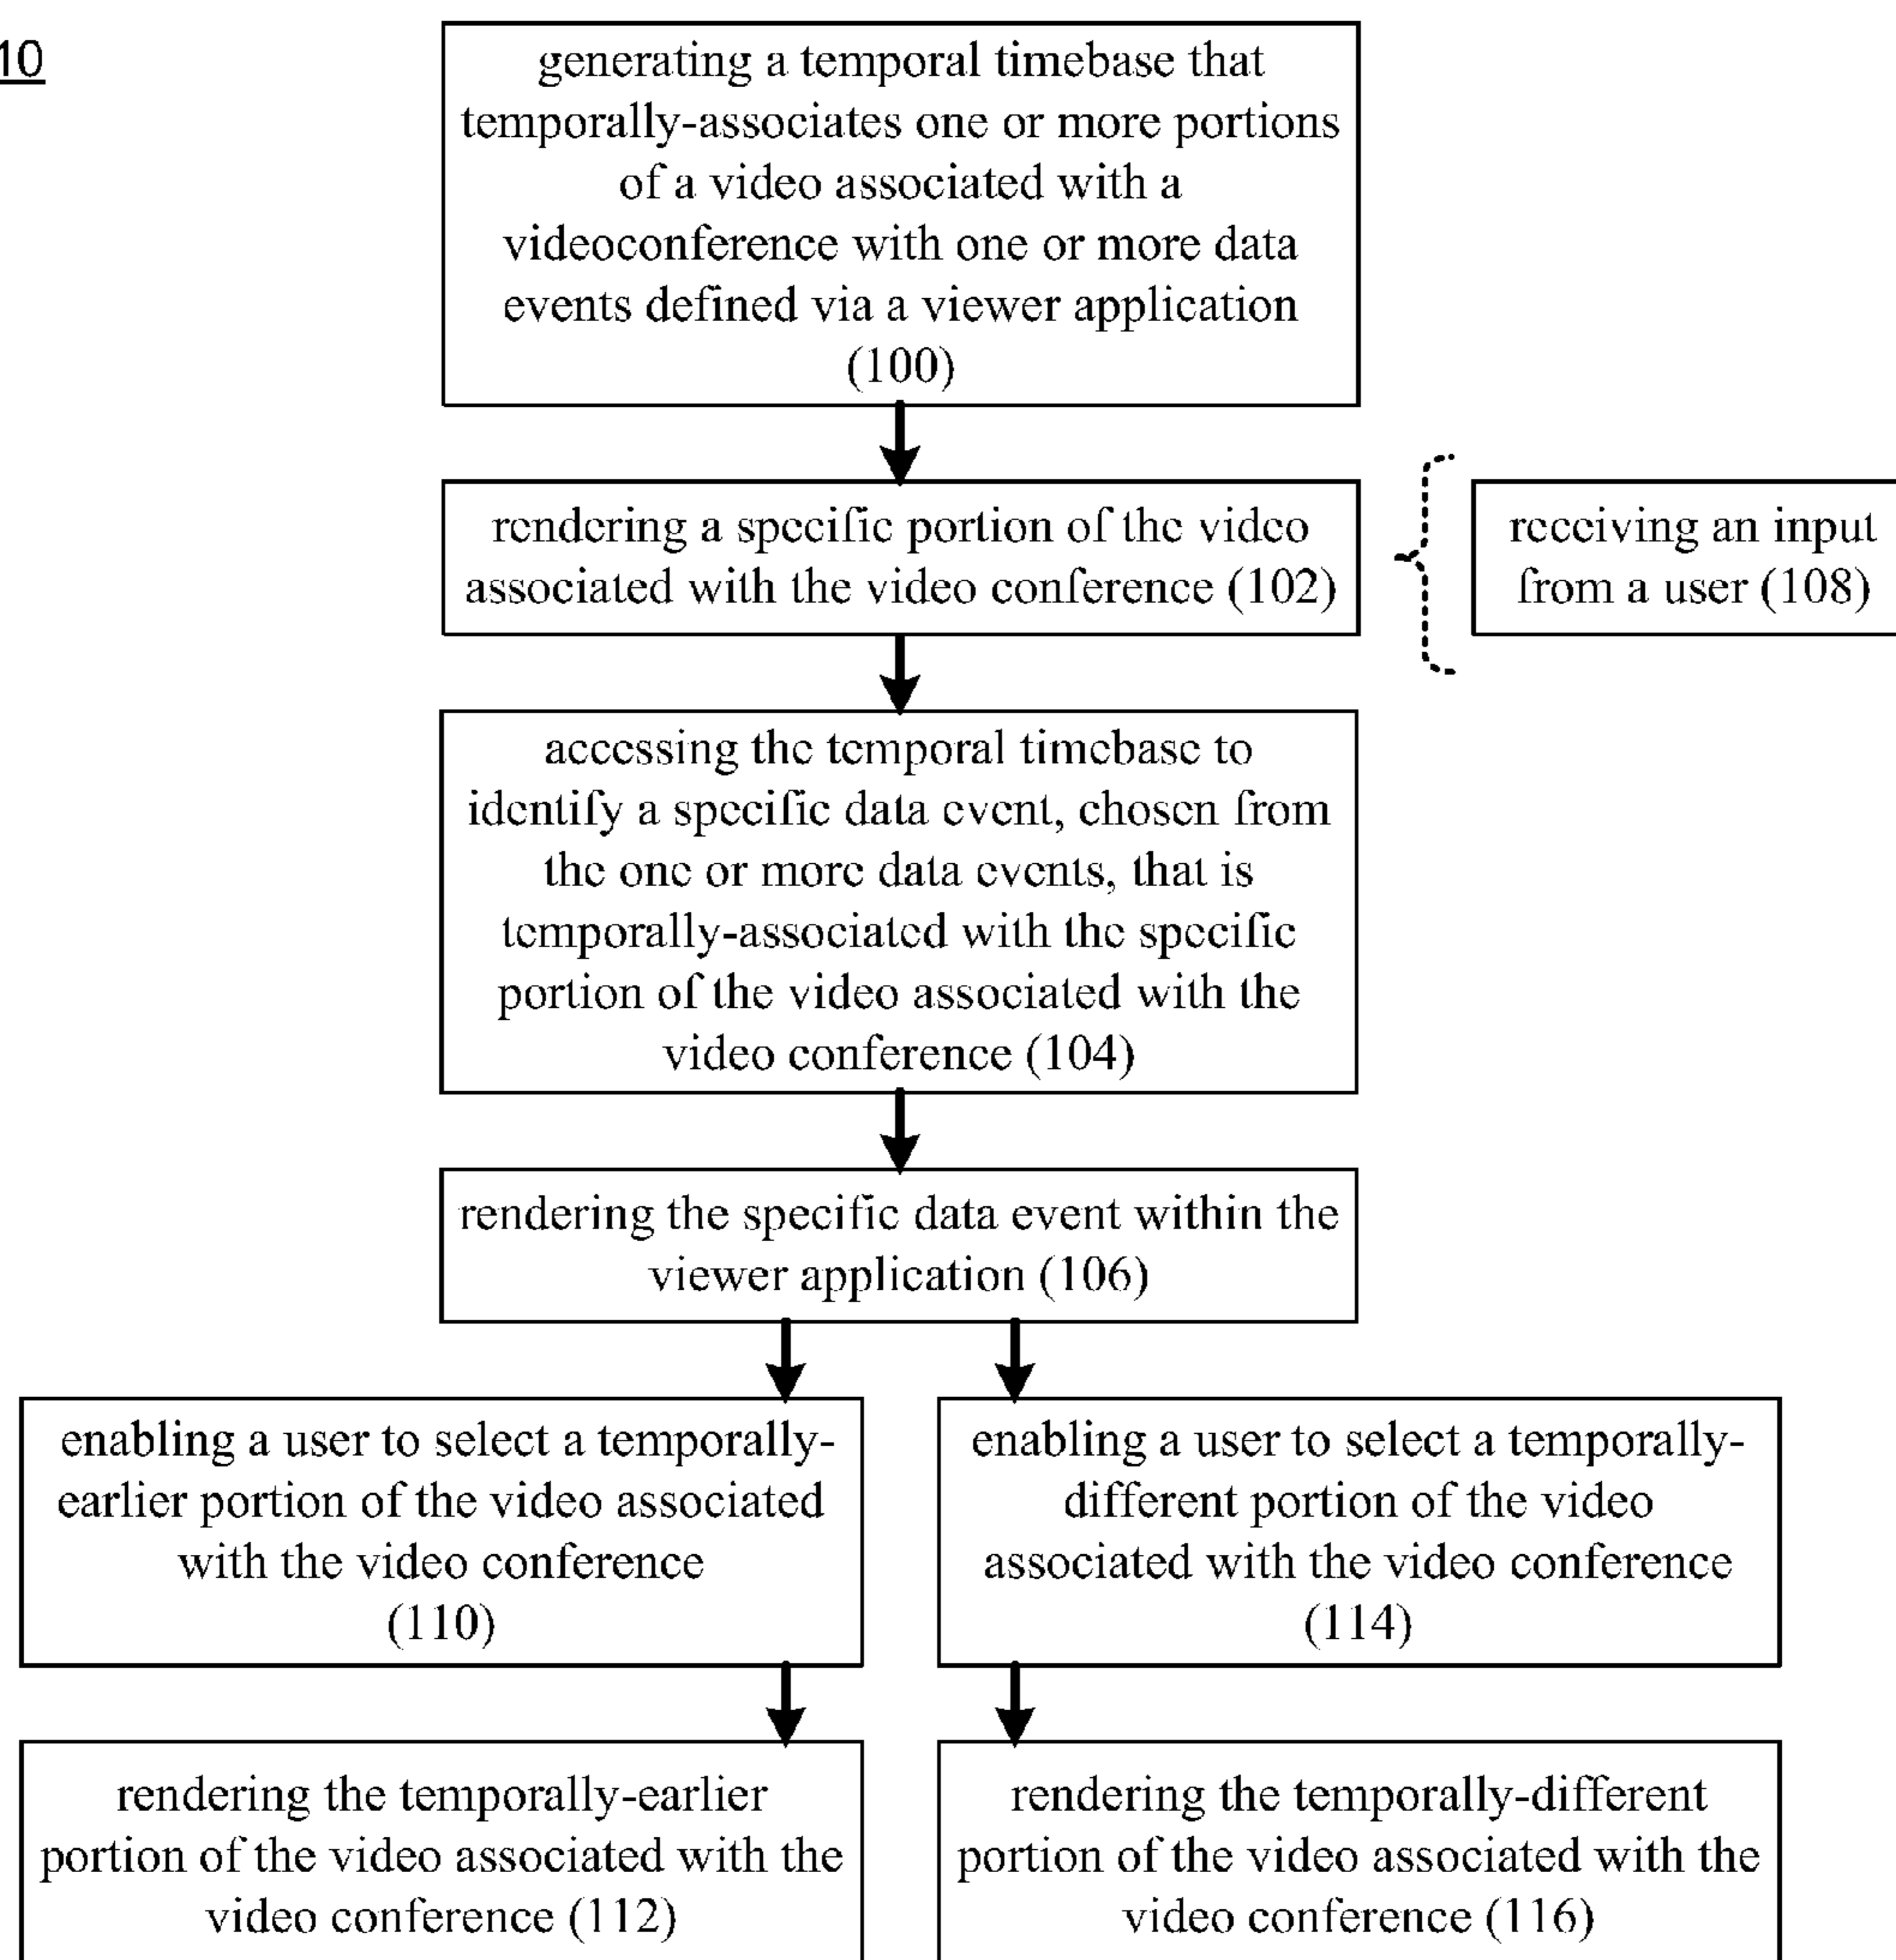 10
generating a temporal timebase that
temporally-associates one or more portions
of a video associated with a
videoconference with one or more data
events defined via a viewer application
(100)
rendering a specific portion of the video
associated with the video conference (102)
receiving an input
from a user (108)
accessing the temporal timebase to
identify a specific data event, chosen from
the one or more data events, that is
temporally-associated with the specific
portion of the video associated with the
video conference (104)
rendering the specific data event within the
viewer application (106)
enabling a user to select a temporally-
earlier portion of the video associated
with the video conference
(110)
enabling a user to select a temporally-
different portion of the video
associated with the video conference
(114)
rendering the temporally-earlier
portion of the video associated with the
video conference (112)
rendering the temporally-different
portion of the video associated with the
video conference (116)